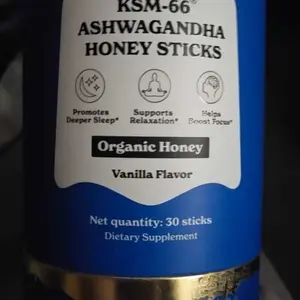 KSM-66®
ASHWAGANDHA
HONEY STICKS
Promotes
Deeper Sleep*
Supports
Relaxation*
Helps
Boost Focus*
Organic Honey
Vanilla Flavor
Net quantity: 30 sticks
Dietary Supplement